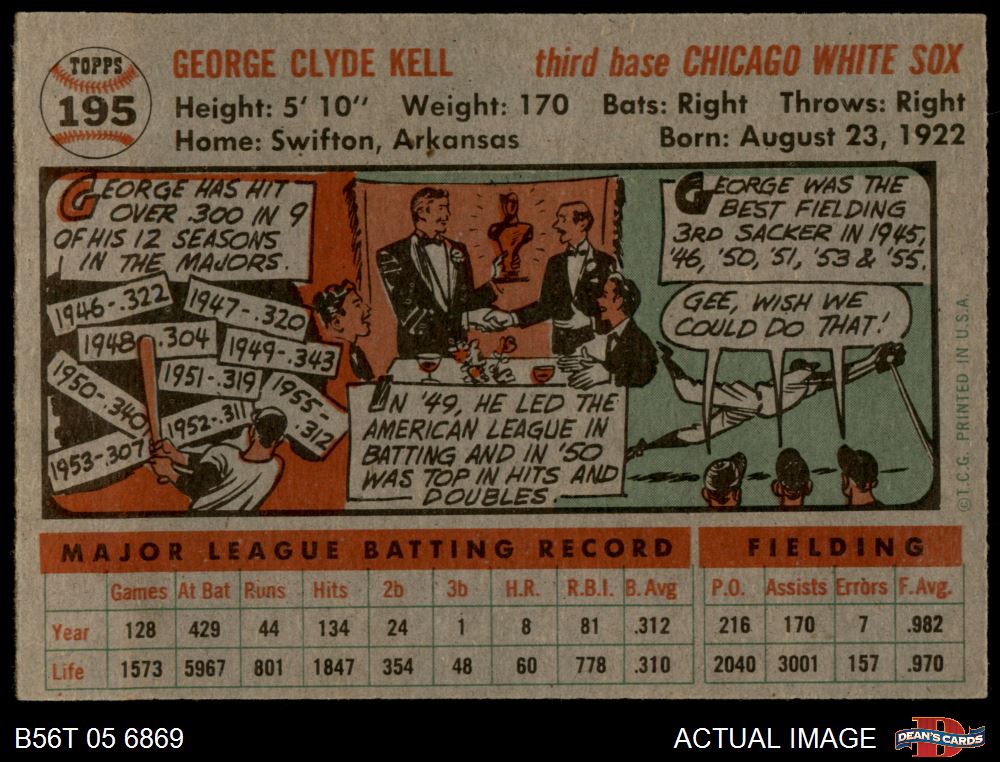 TOPPS
195
GEORGE CLYDE KELL third base CHICAGO WHITE SOX
Height: 5' 10" Weight: 170 Bats: Right Throws: Right
Home: Swifton, Arkansas Born: August 23, 1922
GEORGE HAS HIT
OVER .300 IN 9
OF HIS 12 SEASONS
IN THE MAJORS.
1946-.322
1947-.320
1948-.304
1949-.343
1950-.340
1951-.319
1952-.311
1953-.307
1955-.312
IN '49, HE LED THE
AMERICAN LEAGUE IN
BATTING AND IN '50
WAS TOP IN HITS AND
DOUBLES.
GEORGE WAS THE
BEST FIELDING
3RD SACKER IN 1945,
'46, '50, '51, '53 & '55.
GEE, WISH WE
COULD DO THAT!
©T.C.G. PRINTED IN U.S.A.
MAJOR LEAGUE BATTING RECORD FIELDING
Games At Bat Runs Hits 2b 3b H.R. R.B.I. B. Avg P.O. Assists Errors F. Avg.
Year 128 429 44 134 24 1 8 81 .312 216 170 7 .982
Life 1573 5967 801 1847 354 48 60 778 .310 2040 3001 157 .970
B56T 05 6869 ACTUAL IMAGE DEAN'S CARDS